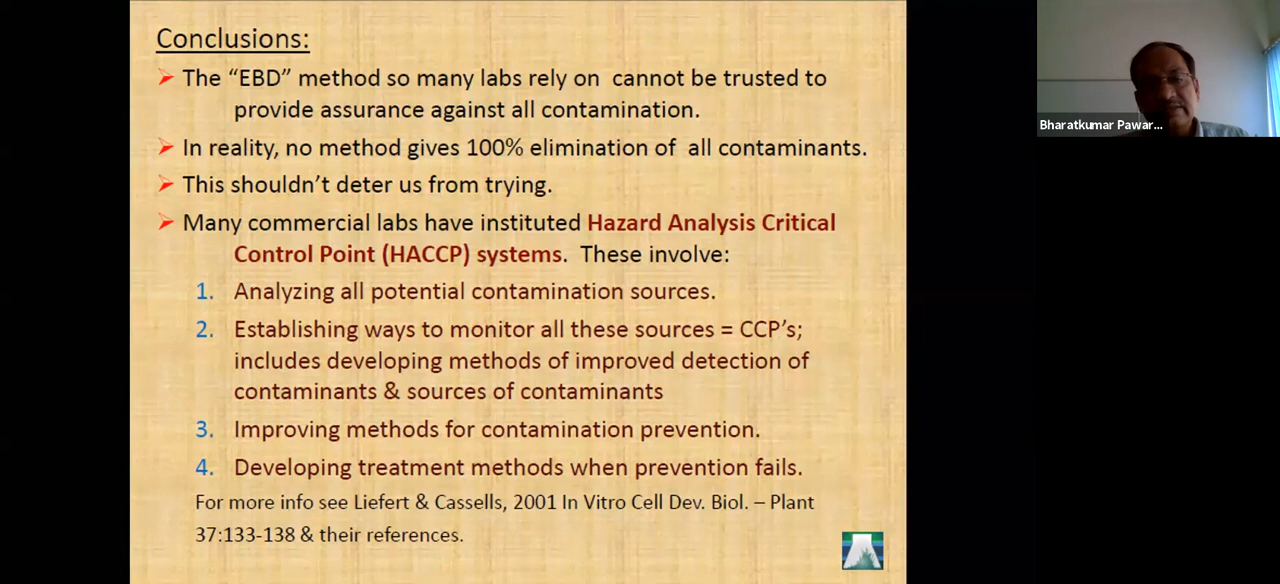 Conclusions:
➢ The “EBD” method so many labs rely on cannot be trusted to
provide assurance against all contamination.
➢ In reality, no method gives 100% elimination of all contaminants.
➢ This shouldn’t deter us from trying.
➢ Many commercial labs have instituted Hazard Analysis Critical
Control Point (HACCP) systems. These involve:
1. Analyzing all potential contamination sources.
2. Establishing ways to monitor all these sources = CCP’s;
includes developing methods of improved detection of
contaminants & sources of contaminants
3. Improving methods for contamination prevention.
4. Developing treatment methods when prevention fails.
For more info see Liefert & Cassells, 2001 In Vitro Cell Dev. Biol. – Plant
37:133-138 & their references.
Bharatkumar Pawar...